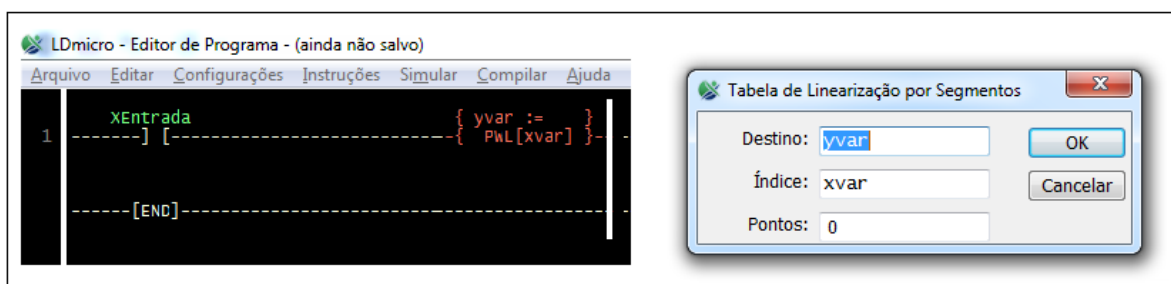 LDmicro - Editor de Programa - (ainda não salvo)
Arquivo Editar Configurações Instruções Simular Compilar Ajuda
XEntrada { yvar := }
1 -------] [------------------------------{ PWL[xvar] }-- -
------[END]------------------------------------------- -
Tabela de Linearização por Segmentos
Destino: yvar OK
Índice: xvar Cancelar
Pontos: 0